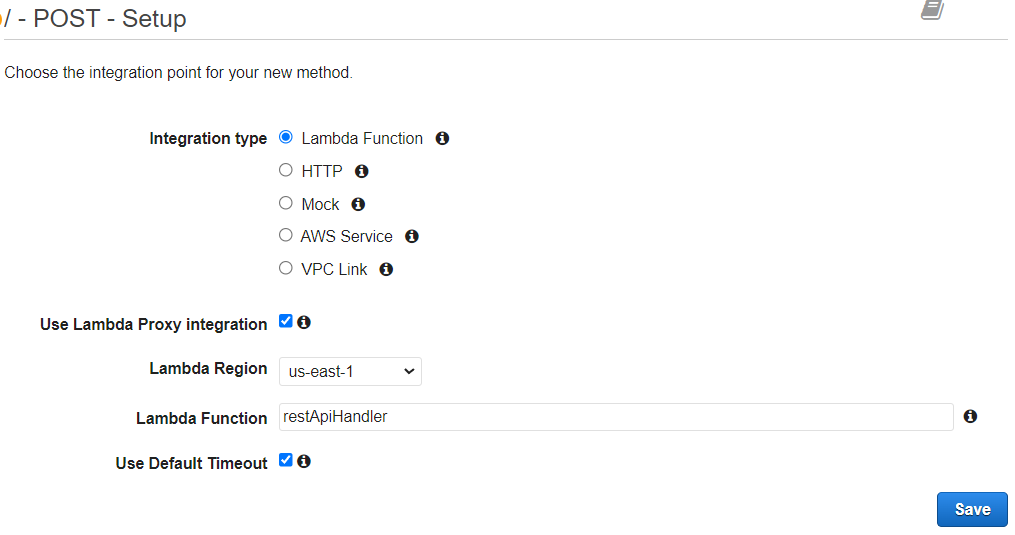 / - POST - Setup
Choose the integration point for your new method.
Integration type Lambda Function
HTTP
Mock
AWS Service
VPC Link
Use Lambda Proxy integration
Lambda Region us-east-1
Lambda Function restApiHandler
Use Default Timeout
Save